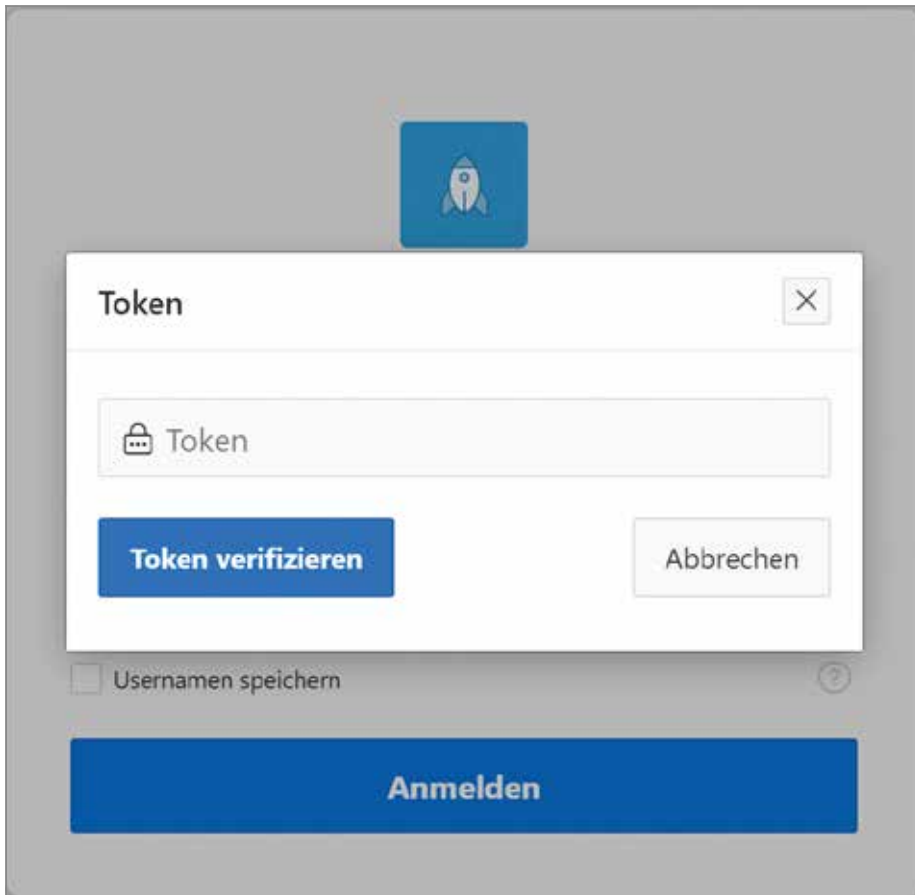 Token
Token
Token verifizieren
Abbrechen
Usernamen speichern
?
Anmelden